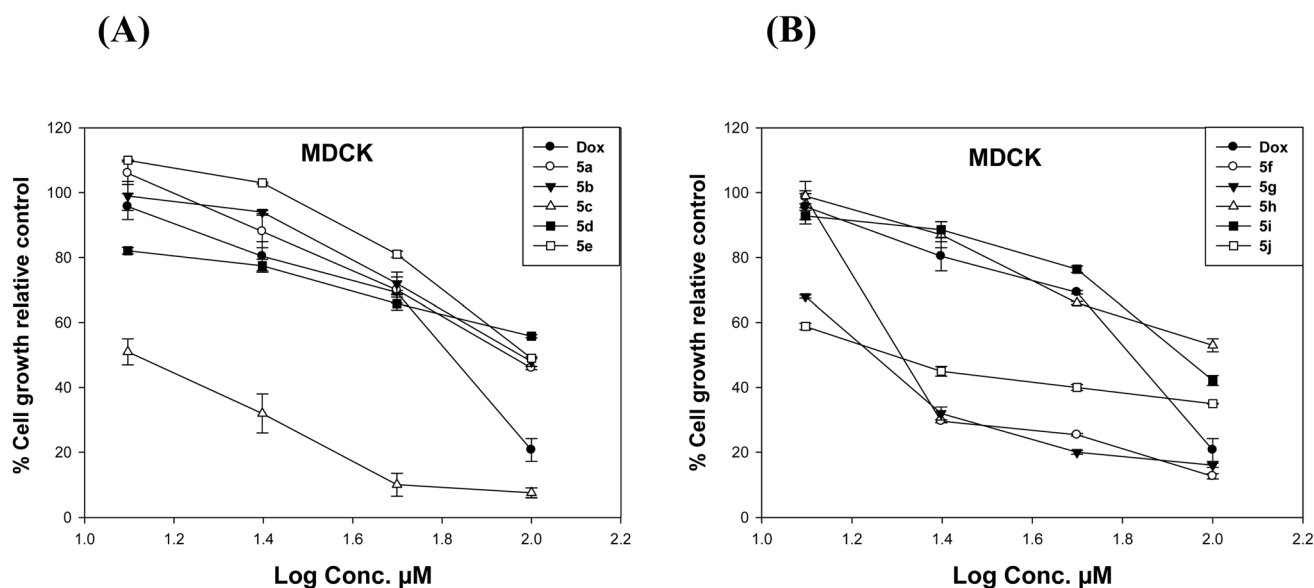 (A)
MDCK
% Cell growth relative control
120
100
80
60
40
20
0
1.0
1.2
1.4
1.6
1.8
2.0
2.2
Log Conc. µM
Dox
5a
5b
5c
5d
5e
(B)
MDCK
% Cell growth relative control
120
100
80
60
40
20
0
1.0
1.2
1.4
1.6
1.8
2.0
2.2
Log Conc. µM
Dox
5f
5g
5h
5i
5j